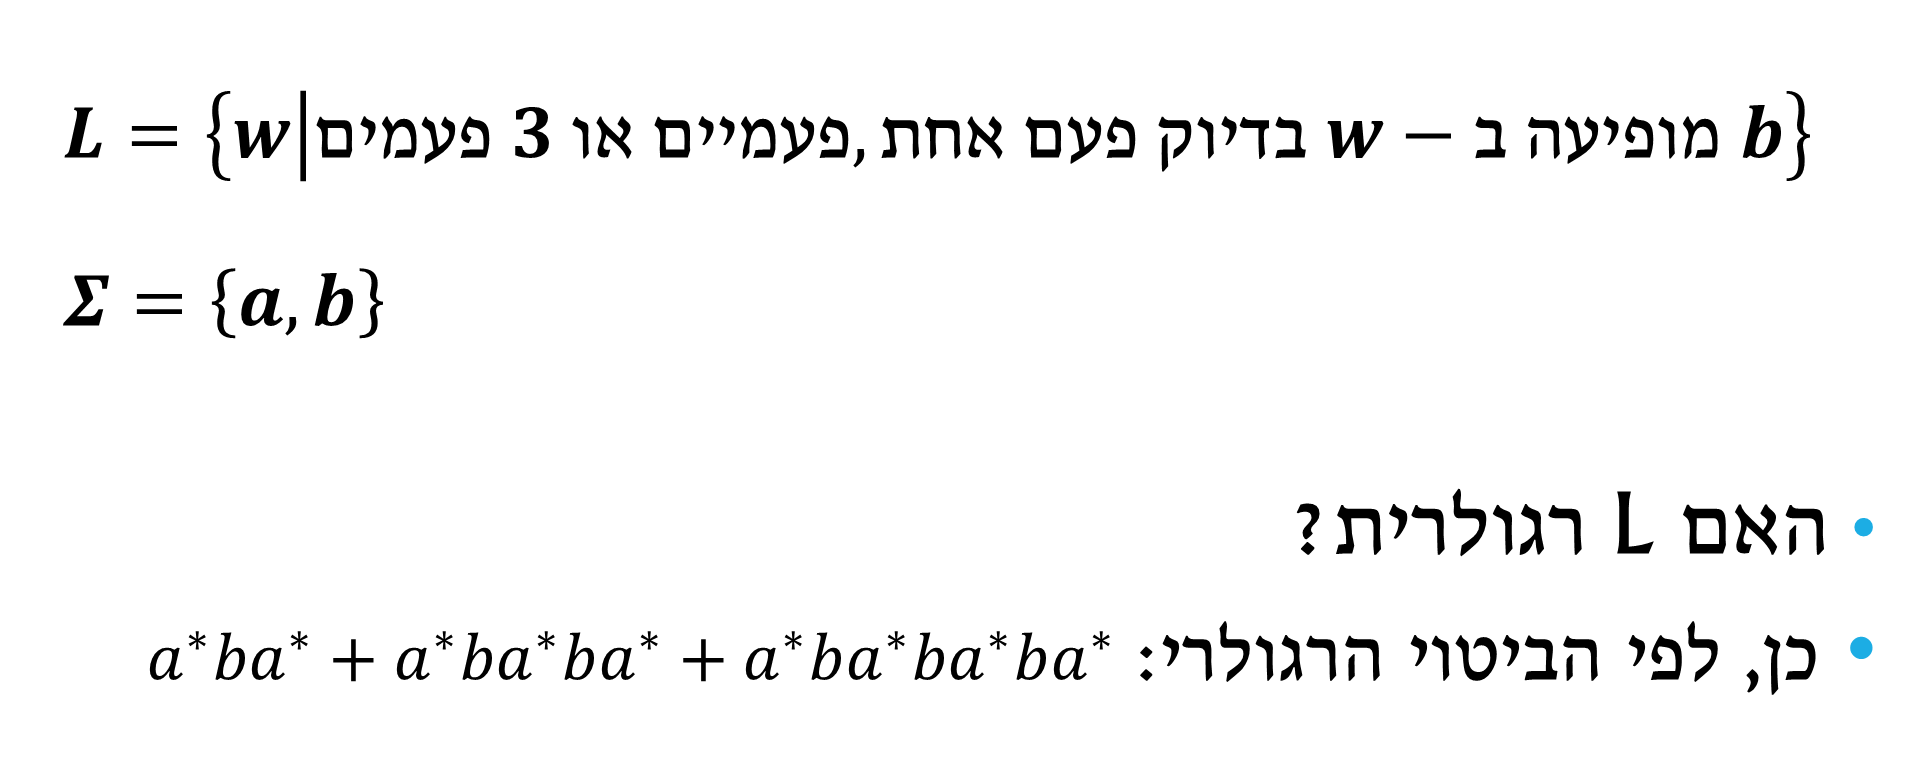 L = {w|b מופיעה ב – w בדיוק פעם אחת, פעמיים או 3 פעמים}
Σ = {a, b}
• האם L רגולרית?
• כן, לפי הביטוי הרגולרי: a*ba* + a*ba*ba* + a*ba*ba*ba*